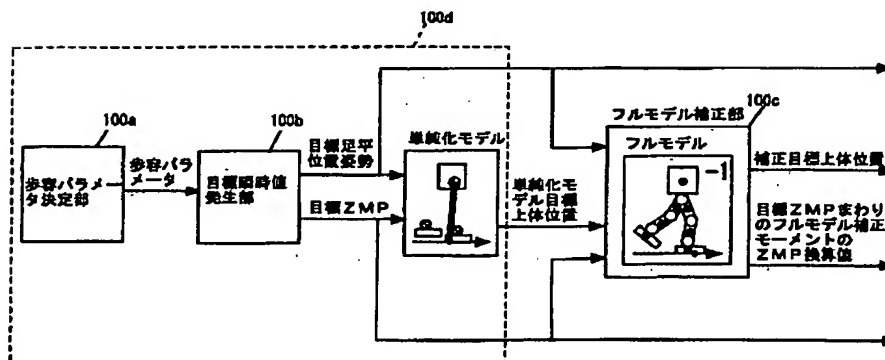 100d
100a
歩容パラメータ決定部
歩容パラ
メータ
100b
目標瞬時値
発生部
目標足平
位置姿勢
目標ZMP
単純化モデル
単純化モ
デル目標
上体位置
100c
フルモデル補正部
フルモデル
-1
補正目標上体位置
目標ZMPまわり
のフルモデル補正
モーメントの
ZMP換算値